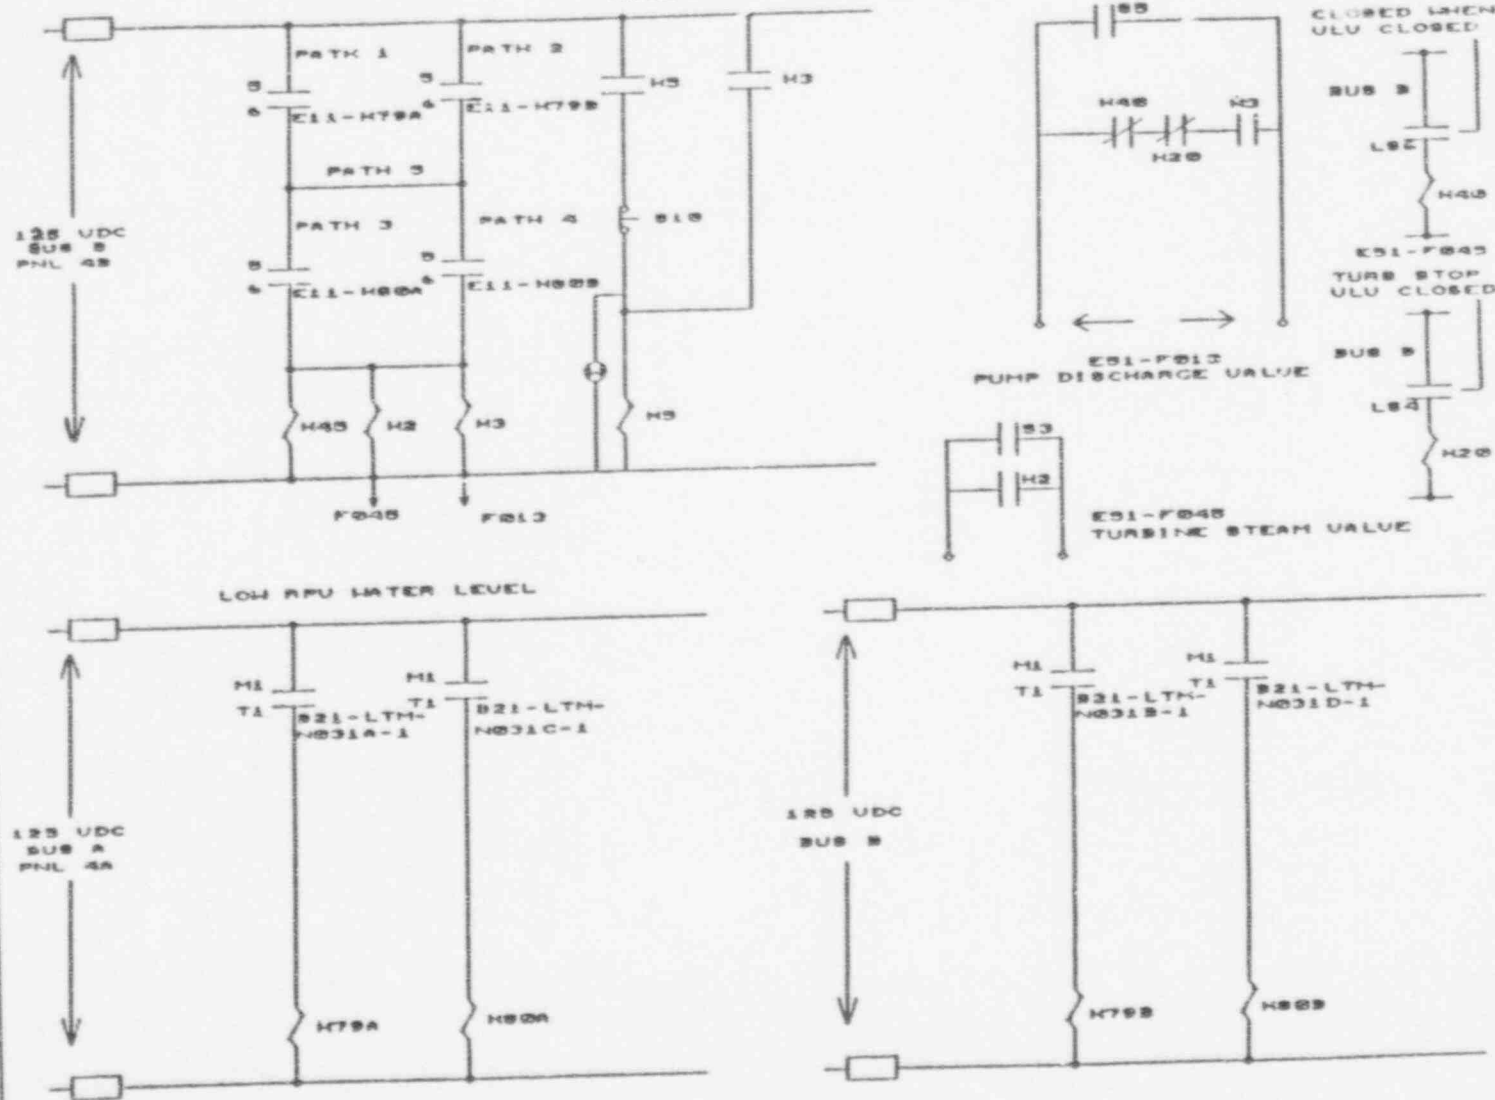 PATH 1
PATH 2
5
6
E11-K79A
5
6
E11-K79B
K5
K3
PATH 5
PATH 3
PATH 4
S10
125 VDC
BUS B
PNL 4B
5
6
E11-K80A
5
6
E11-K80B
K45
K2
K3
K5
F045
F013
S5
K40
K20
K3
E51-F013
PUMP DISCHARGE VALVE
CLOSED WHEN
VLV CLOSED
BUS B
K40
E51-F045
TURB STOP
VLV CLOSED
BUS B
LS4
K20
S3
K2
E51-F045
TURBINE STEAM VALVE
LOW RPV WATER LEVEL
M1
T1
B21-LTM-
N031A-1
M1
T1
B21-LTM-
N031C-1
125 VDC
BUS A
PNL 4A
K79A
K80A
M1
T1
B21-LTM-
N031B-1
M1
T1
B21-LTM-
N031D-1
125 VDC
BUS B
K79B
K80B